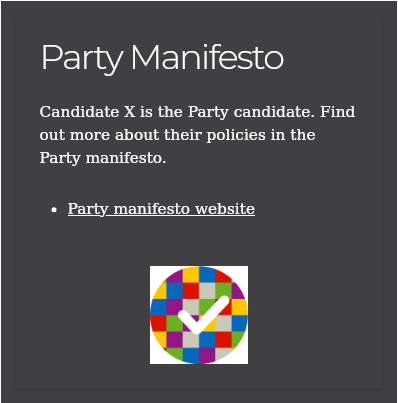 Party Manifesto
Candidate X is the Party candidate. Find
out more about their policies in the
Party manifesto.
• Party manifesto website